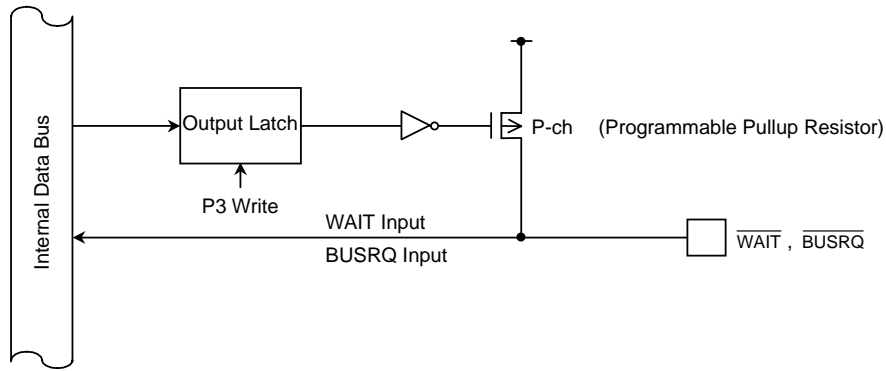 Internal Data Bus
Output Latch
P-ch (Programmable Pullup Resistor)
P3 Write
WAIT Input
BUSRQ Input
WAIT , BUSRQ